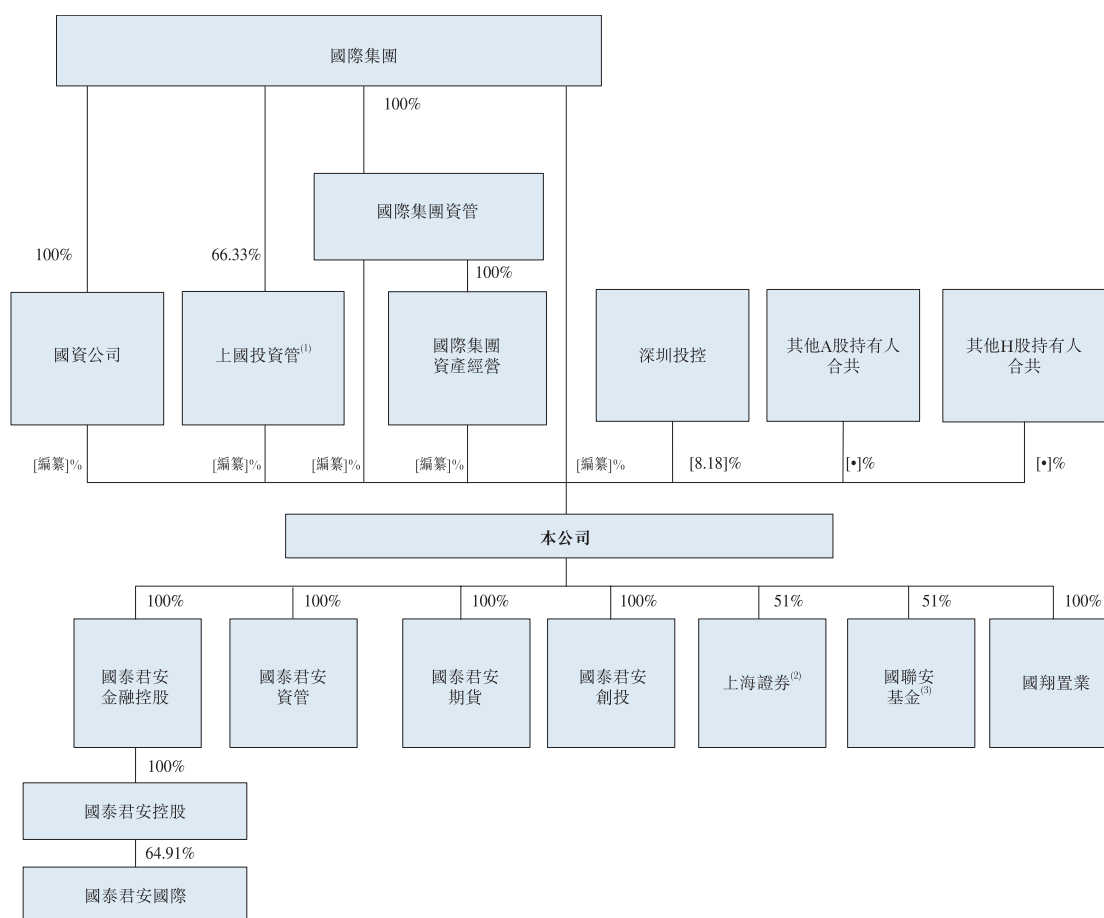 國際集團
100%
國際集團資管
100%
66.33%
100%
國資公司
上國投資管(1)
國際集團
資產經營
深圳投控
其他A股持有人
合共
其他H股持有人
合共
[編纂]%
[編纂]%
[編纂]%
[編纂]%
[編纂]%
[8.18]%
[•]%
[•]%
本公司
100%
100%
100%
100%
51%
51%
100%
國泰君安
金融控股
國泰君安
資管
國泰君安
期貨
國泰君安
創投
上海證券(2)
國聯安
基金(3)
國翔置業
100%
國泰君安控股
64.91%
國泰君安國際